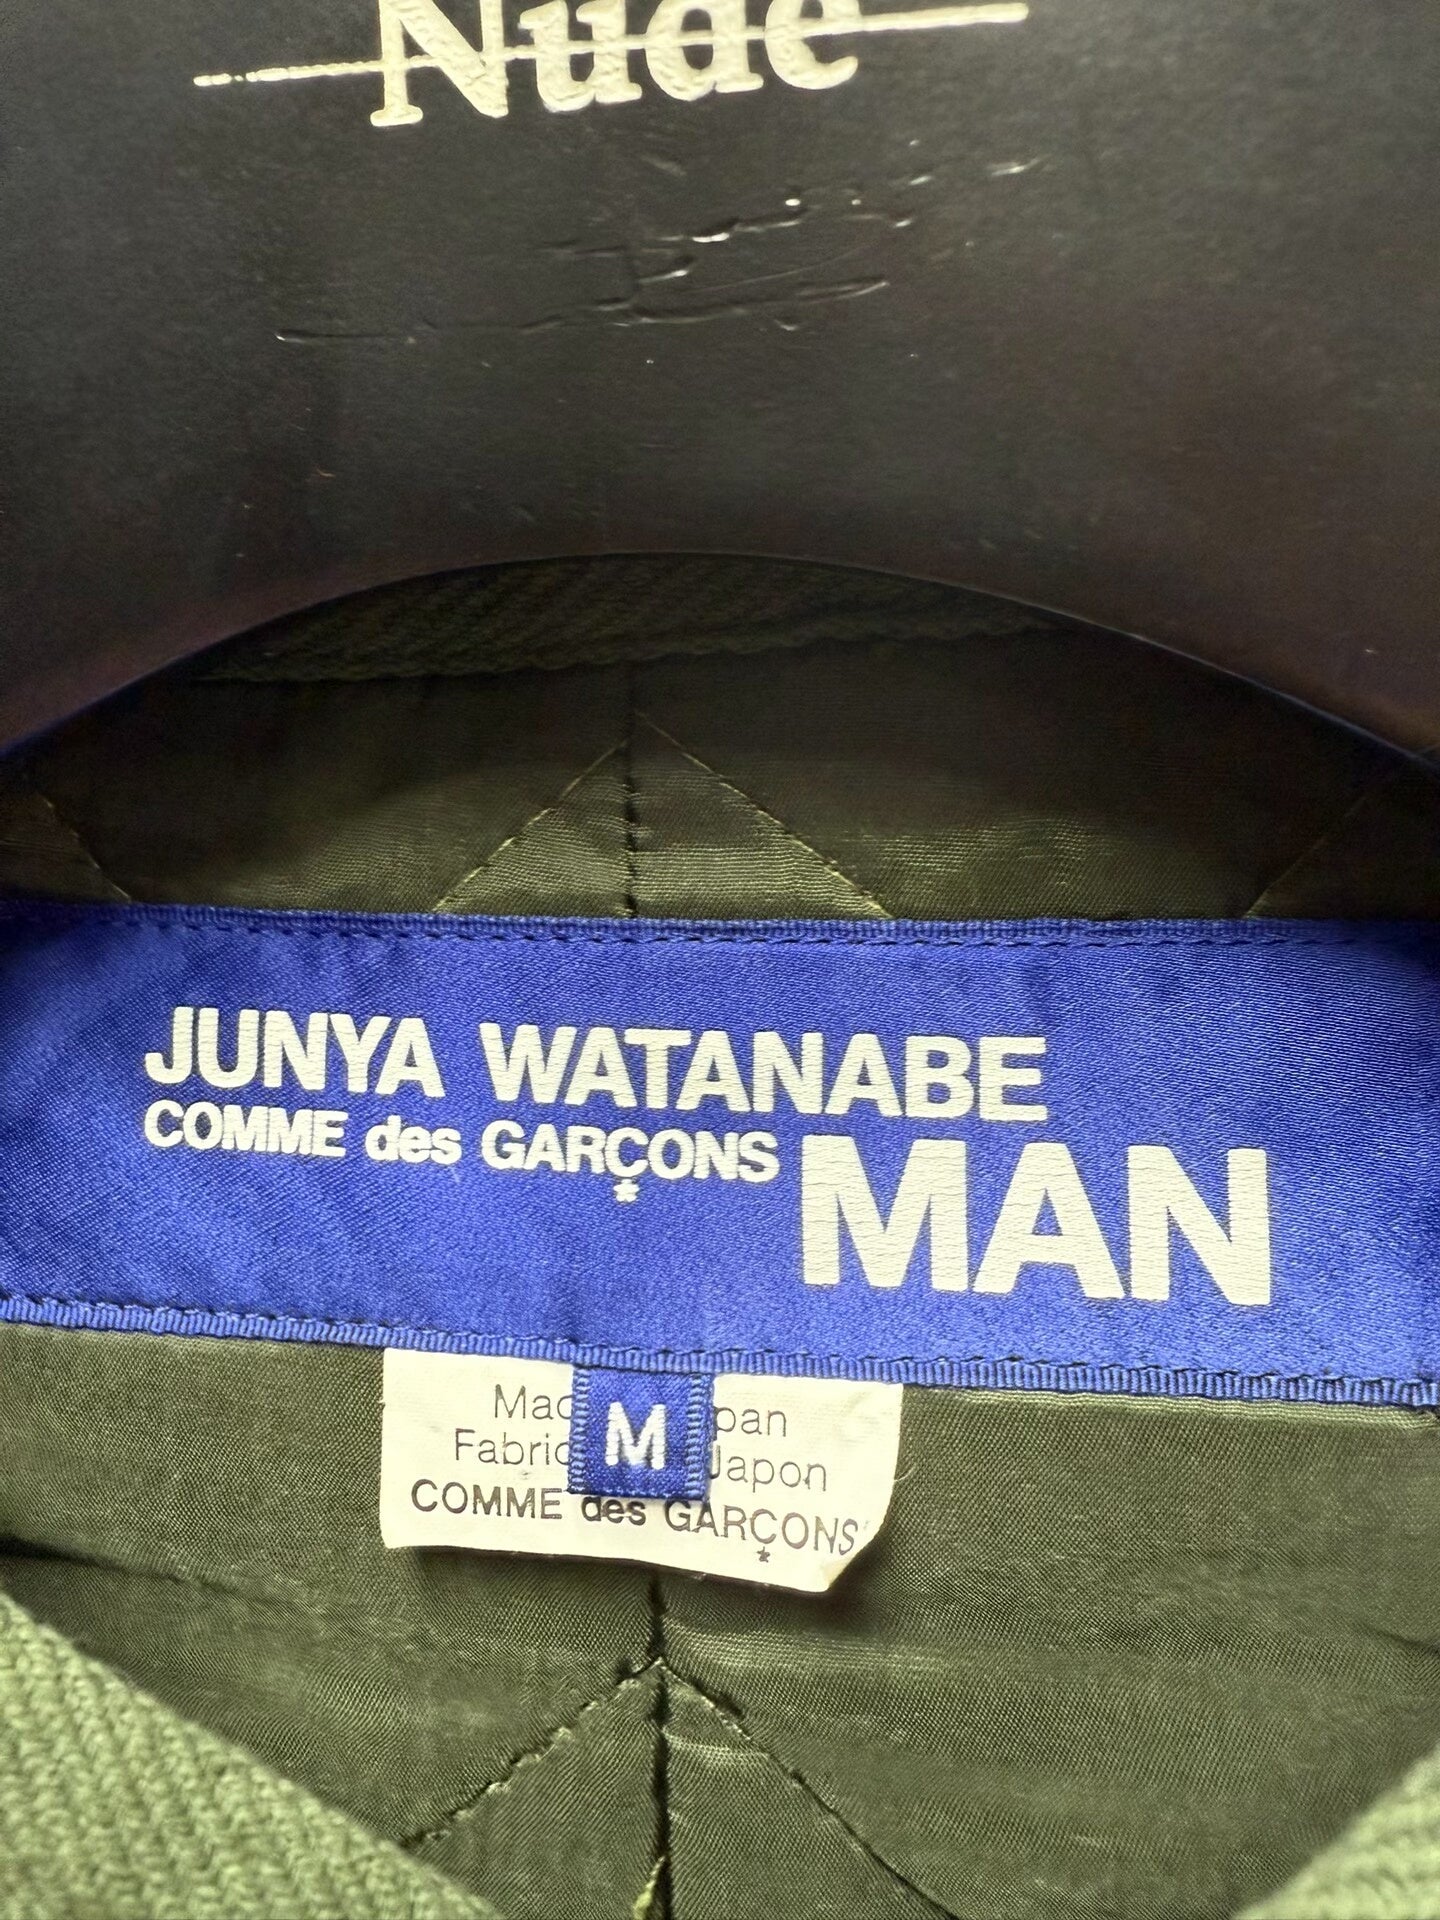 Nude
JUNYA WATANABE
COMME des GARÇONS MAN
M
COMME des GARÇONS